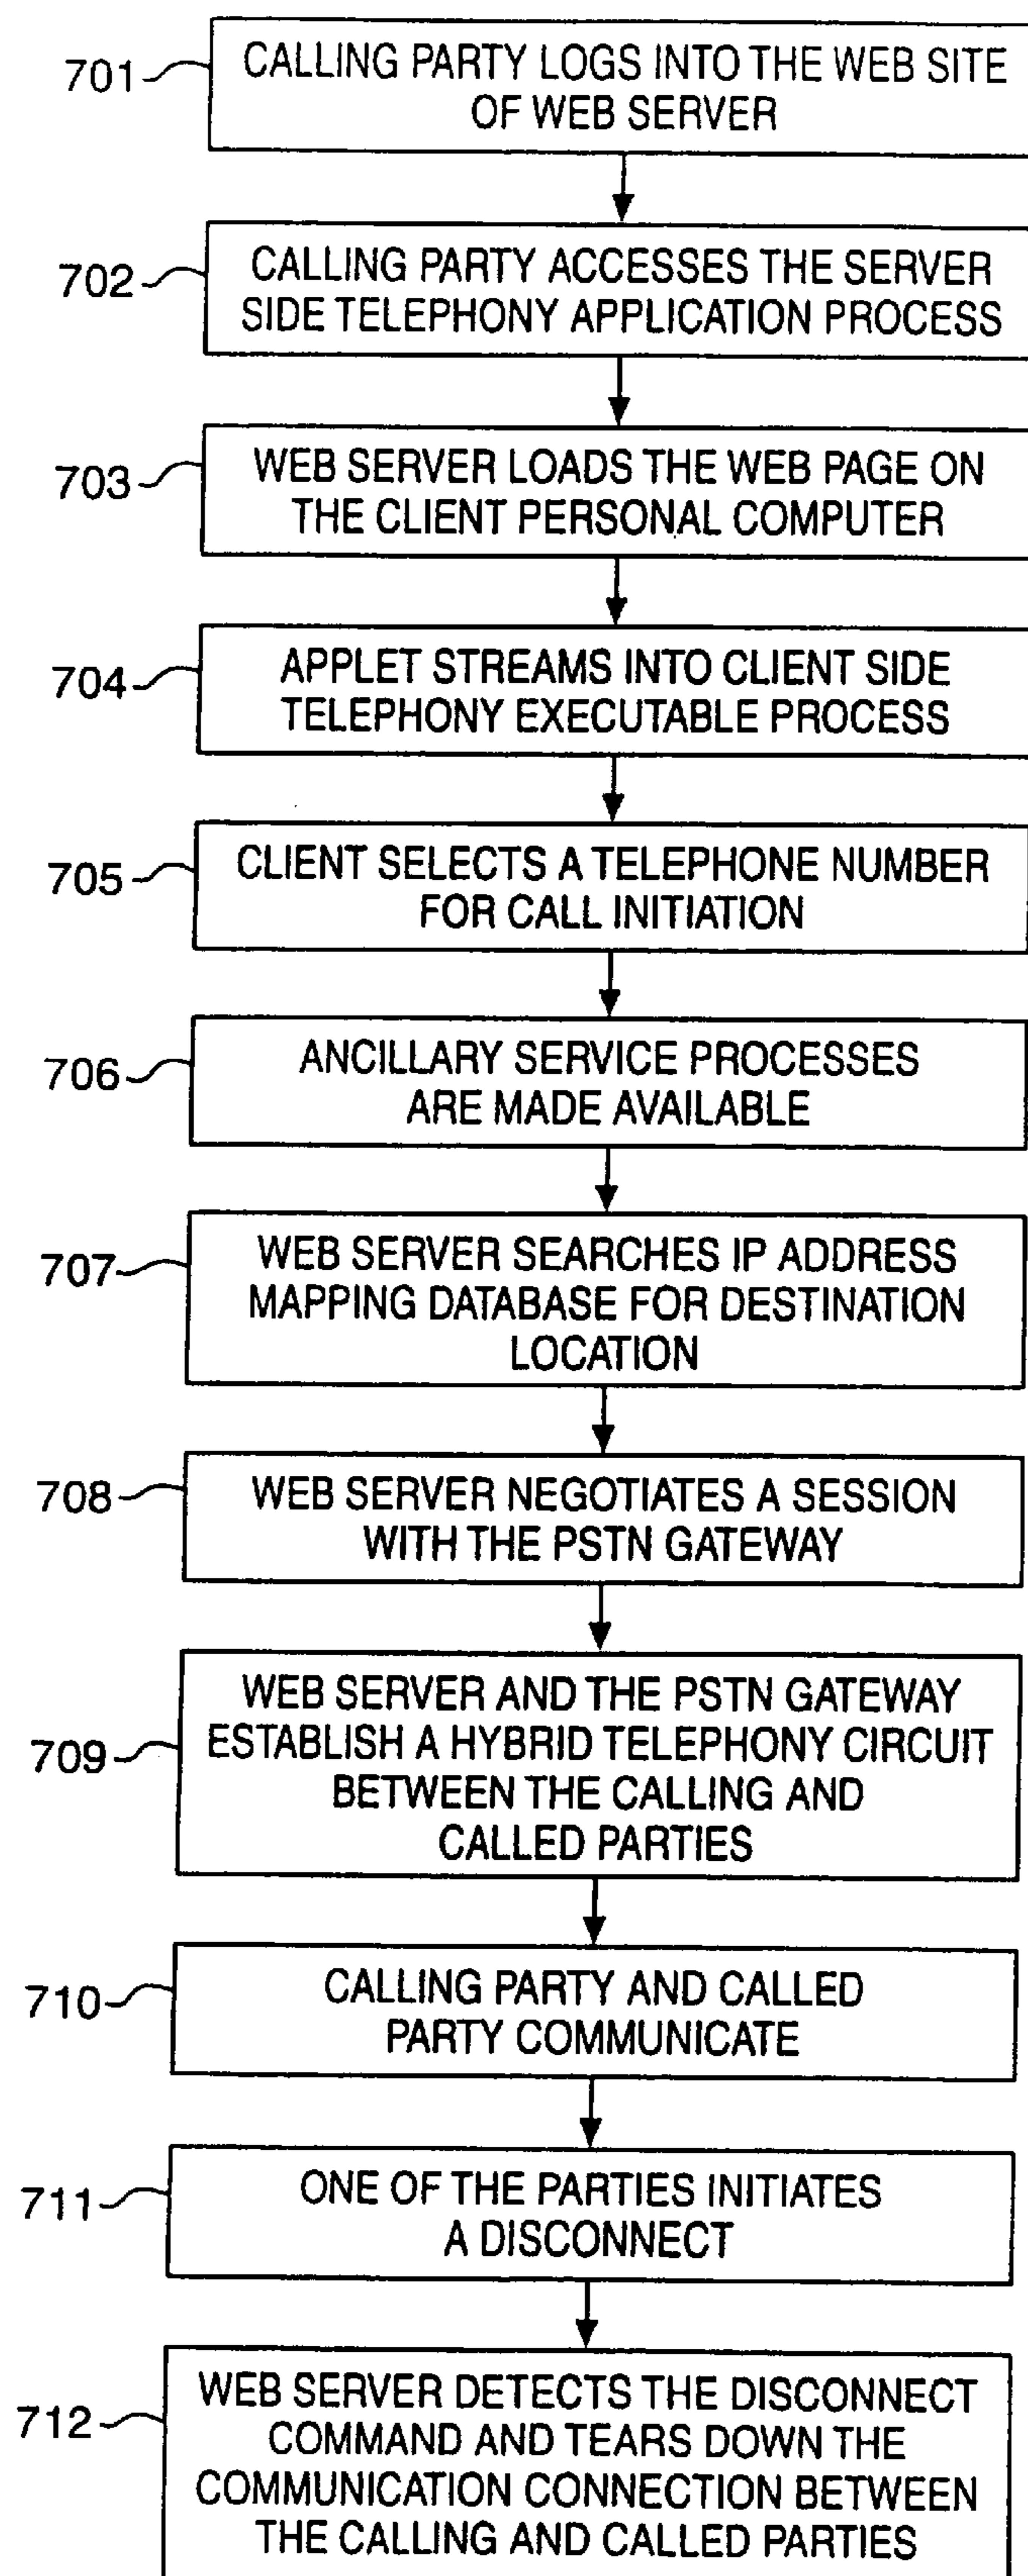 701
CALLING PARTY LOGS INTO THE WEB SITE
OF WEB SERVER
702
CALLING PARTY ACCESSES THE SERVER
SIDE TELEPHONY APPLICATION PROCESS
703
WEB SERVER LOADS THE WEB PAGE ON
THE CLIENT PERSONAL COMPUTER
704
APPLET STREAMS INTO CLIENT SIDE
TELEPHONY EXECUTABLE PROCESS
705
CLIENT SELECTS A TELEPHONE NUMBER
FOR CALL INITIATION
706
ANCILLARY SERVICE PROCESSES
ARE MADE AVAILABLE
707
WEB SERVER SEARCHES IP ADDRESS
MAPPING DATABASE FOR DESTINATION
LOCATION
708
WEB SERVER NEGOTIATES A SESSION
WITH THE PSTN GATEWAY
709
WEB SERVER AND THE PSTN GATEWAY
ESTABLISH A HYBRID TELEPHONY CIRCUIT
BETWEEN THE CALLING AND
CALLED PARTIES
710
CALLING PARTY AND CALLED
PARTY COMMUNICATE
711
ONE OF THE PARTIES INITIATES
A DISCONNECT
712
WEB SERVER DETECTS THE DISCONNECT
COMMAND AND TEARS DOWN THE
COMMUNICATION CONNECTION BETWEEN
THE CALLING AND CALLED PARTIES